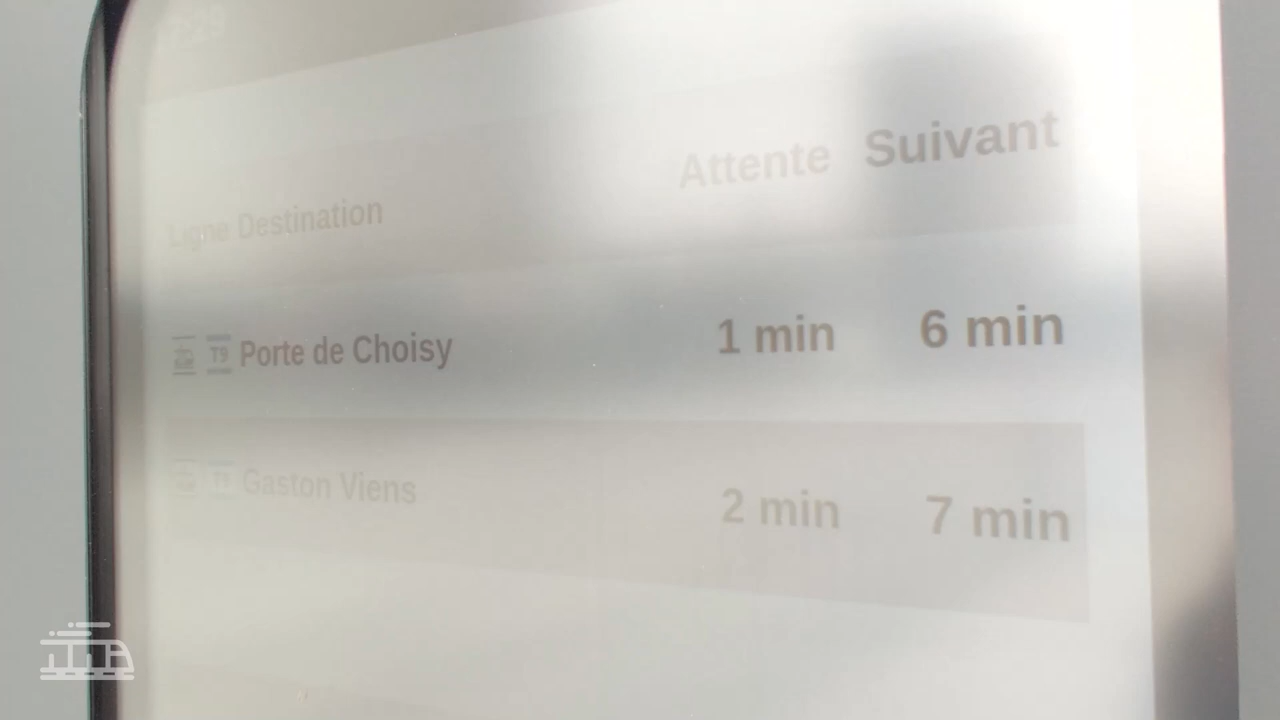 Attente Suivant
Ligne Destination
T9 Porte de Choisy 1 min 6 min
T9 Gaston Viens 2 min 7 min